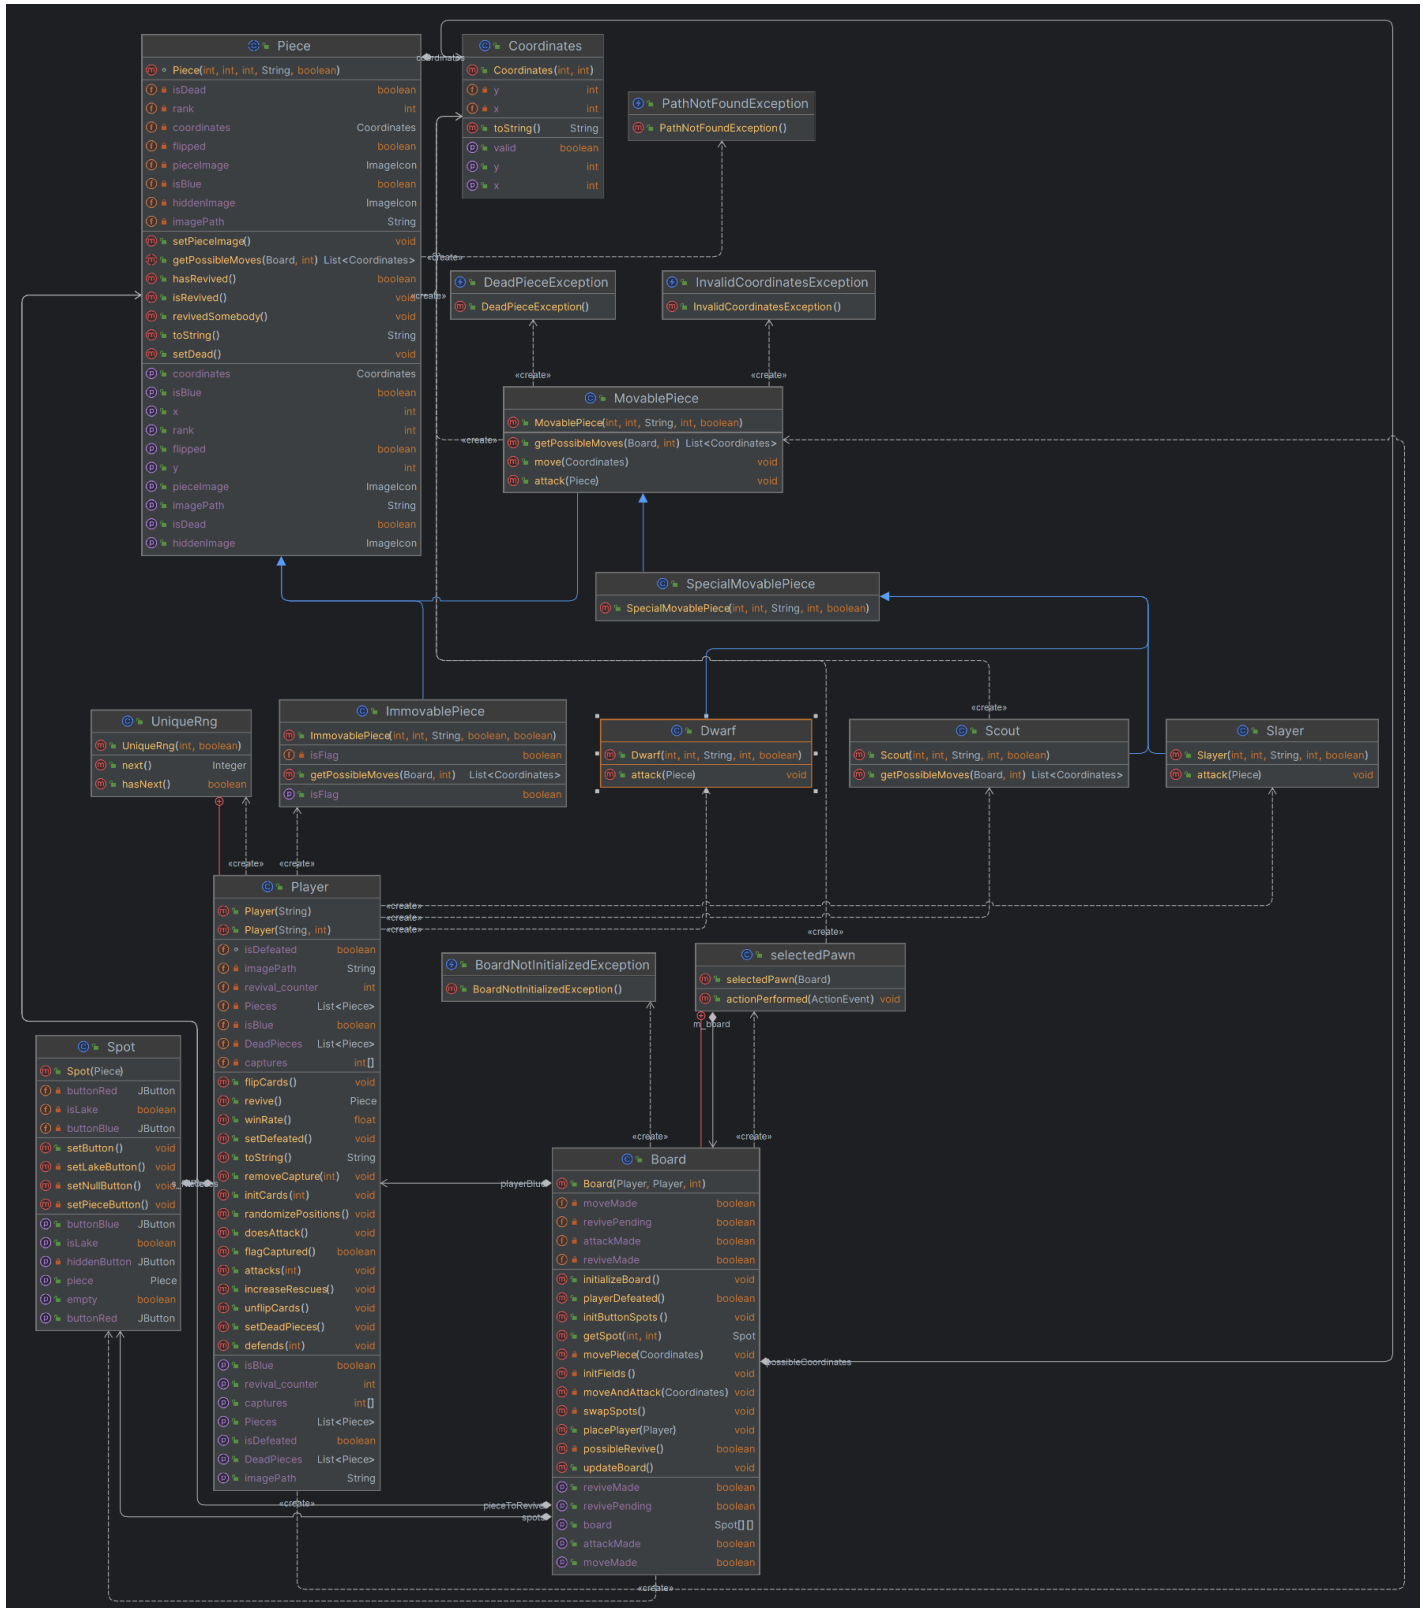 Piece
Piece(int, int, int, String, boolean)
isDead boolean
rank int
coordinates Coordinates
flipped boolean
pieceImage ImageIcon
isBlue boolean
hiddenImage ImageIcon
imagePath String
setPieceImage() void
getPossibleMoves(Board, int) List<Coordinates>
hasRevived() boolean
isRevived() void
revivedSomebody() void
toString() String
setDead() void
coordinates Coordinates
isBlue boolean
x int
rank int
flipped boolean
y int
pieceImage ImageIcon
imagePath String
isDead boolean
hiddenImage ImageIcon
coordinates
Coordinates
Coordinates(int, int)
y int
x int
toString() String
valid boolean
y int
x int
PathNotFoundException
PathNotFoundException()
«create»
«create»
DeadPieceException
DeadPieceException()
InvalidCoordinatesException
InvalidCoordinatesException()
«create»
«create»
MovablePiece
MovablePiece(int, int, String, int, boolean)
getPossibleMoves(Board, int) List<Coordinates>
move(Coordinates) void
attack(Piece) void
«create»
SpecialMovablePiece
SpecialMovablePiece(int, int, String, int, boolean)
UniqueRng
UniqueRng(int, boolean)
next() Integer
hasNext() boolean
ImmovablePiece
ImmovablePiece(int, int, String, boolean, boolean)
isFlag boolean
getPossibleMoves(Board, int) List<Coordinates>
isFlag boolean
Dwarf
Dwarf(int, int, String, int, boolean)
attack(Piece) void
«create»
Scout
Scout(int, int, String, int, boolean)
getPossibleMoves(Board, int) List<Coordinates>
Slayer
Slayer(int, int, String, int, boolean)
attack(Piece) void
«create»
«create»
Player
Player(String)
Player(String, int)
isDefeated boolean
imagePath String
revival_counter int
Pieces List<Piece>
isBlue boolean
DeadPieces List<Piece>
captures int[]
flipCards() void
revive() Piece
winRate() float
setDefeated() void
toString() String
removeCapture(int) void
initCards(int) void
randomizePositions() void
doesAttack() void
flagCaptured() boolean
attacks(int) void
increaseRescues() void
unflipCards() void
setDeadPieces() void
defends(int) void
isBlue boolean
revival_counter int
captures int[]
Pieces List<Piece>
isDefeated boolean
DeadPieces List<Piece>
imagePath String
«create»
«create»
«create»
«create»
BoardNotInitializedException
BoardNotInitializedException()
«create»
selectedPawn
selectedPawn(Board)
actionPerformed(ActionEvent) void
m_board
Spot
Spot(Piece)
buttonRed JButton
isLake boolean
buttonBlue JButton
setButton() void
setLakeButton() void
setNullButton() void
setPieceButton() void
buttonBlue JButton
isLake boolean
hiddenButton JButton
piece Piece
empty boolean
buttonRed JButton
«create»
«create»
Board
Board(Player, Player, int)
moveMade boolean
revivePending boolean
attackMade boolean
reviveMade boolean
initializeBoard() void
playerDefeated() boolean
initButtonSpots() void
getSpot(int, int) Spot
movePiece(Coordinates) void
initFields() void
moveAndAttack(Coordinates) void
swapSpots() void
placePlayer(Player) void
possibleRevive() boolean
updateBoard() void
reviveMade boolean
revivePending boolean
board Spot[][]
attackMade boolean
moveMade boolean
playerBlue
possibleCoordinates
pieceToRevive
spots
«create»